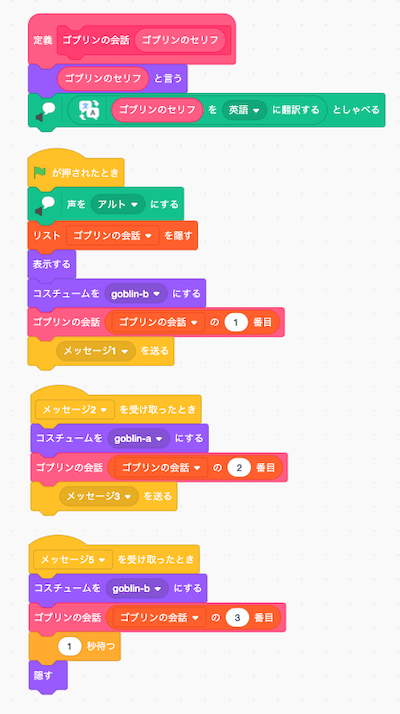 定義 ゴブリンの会話 ゴブリンのセリフ
ゴブリンのセリフ と言う
ゴブリンのセリフ を 英語 に翻訳する としゃべる
が押されたとき
声を アルト にする
リスト ゴブリンの会話 を隠す
表示する
コスチュームを goblin-b にする
ゴブリンの会話 ゴブリンの会話 の 1 番目
メッセージ1 を送る
メッセージ2 を受け取ったとき
コスチュームを goblin-a にする
ゴブリンの会話 ゴブリンの会話 の 2 番目
メッセージ3 を送る
メッセージ5 を受け取ったとき
コスチュームを goblin-b にする
ゴブリンの会話 ゴブリンの会話 の 3 番目
1 秒待つ
隠す